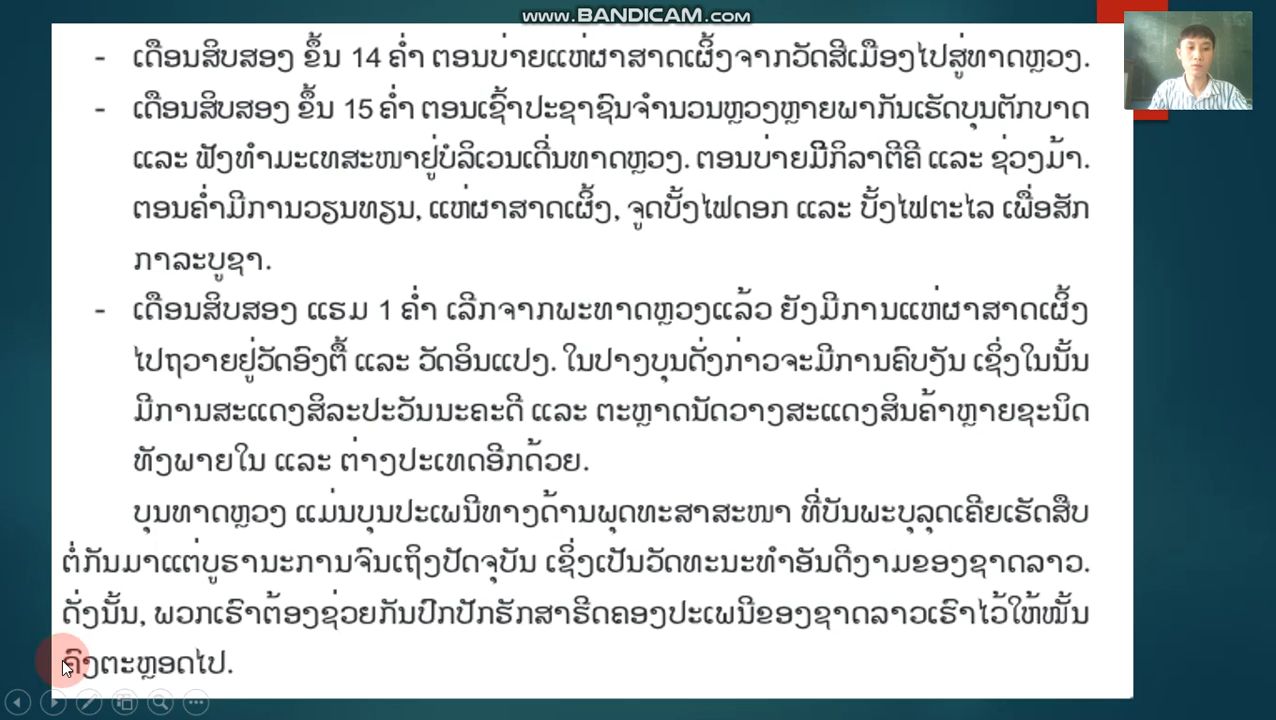 www.BANDICAM.com
- ເດືອນສິບສອງ ຂຶ້ນ 14 ຄ່ຳ ຕອນບ່າຍແຫ່ຜາສາດເຜິ້ງຈາກວັດສີເມືອງໄປສູ່ທາດຫຼວງ.
- ເດືອນສິບສອງ ຂຶ້ນ 15 ຄ່ຳ ຕອນເຊົ້າປະຊາຊົນຈຳນວນຫຼວງຫຼາຍພາກັນເຮັດບຸນຕັກບາດ
ແລະ ຟັງທຳມະເທສະໜາຢູ່ບໍລິເວນເດີ່ນທາດຫຼວງ. ຕອນບ່າຍມີກິລາຕີຄີ ແລະ ຊ່ວງມ້າ.
ຕອນຄ່ຳມີການວຽນທຽນ, ແຫ່ຜາສາດເຜິ້ງ, ຈູດບັ້ງໄຟດອກ ແລະ ບັ້ງໄຟຕະໄລ ເພື່ອສັກ
ກາລະບູຊາ.
- ເດືອນສິບສອງ ແຮມ 1 ຄ່ຳ ເລີກຈາກພະທາດຫຼວງແລ້ວ ຍັງມີການແຫ່ຜາສາດເຜິ້ງ
ໄປຖວາຍຢູ່ວັດອົງຕື້ ແລະ ວັດອິນແປງ. ໃນປາງບຸນດັ່ງກ່າວຈະມີການຄົບງັນ ເຊິ່ງໃນນັ້ນ
ມີການສະແດງສິລະປະວັນນະຄະດີ ແລະ ຕະຫຼາດນັດວາງສະແດງສິນຄ້າຫຼາຍຊະນິດ
ທັງພາຍໃນ ແລະ ຕ່າງປະເທດອີກດ້ວຍ.
ບຸນທາດຫຼວງ ແມ່ນບຸນປະເພນີທາງດ້ານພຸດທະສາສະໜາ ທີ່ບັນພະບຸລຸດເຄີຍເຮັດສືບ
ຕໍ່ກັນມາແຕ່ບູຮານະການຈົນເຖິງປັດຈຸບັນ ເຊິ່ງເປັນວັດທະນະທຳອັນດີງາມຂອງຊາດລາວ.
ດັ່ງນັ້ນ, ພວກເຮົາຕ້ອງຊ່ວຍກັນປົກປັກຮັກສາຮີດຄອງປະເພນີຂອງຊາດລາວເຮົາໄວ້ໃຫ້ໝັ້ນ
ຄົງຕະຫຼອດໄປ.